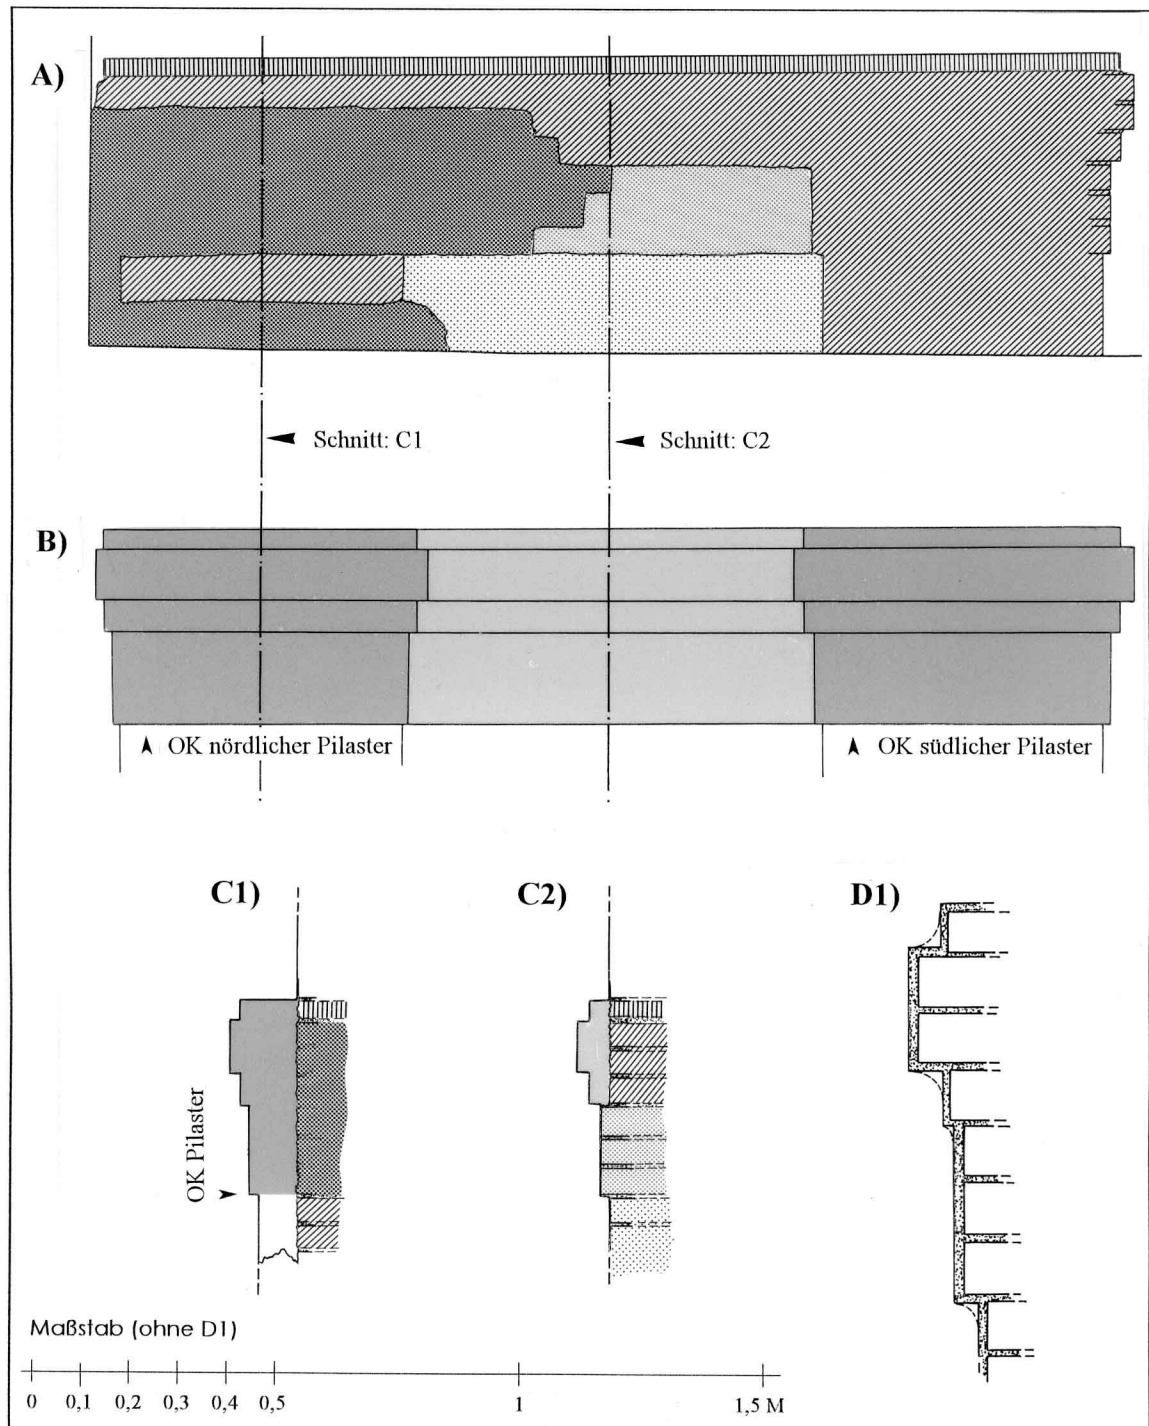 A)
Schnitt: C1
Schnitt: C2
B)
OK nördlicher Pilaster
OK südlicher Pilaster
C1)
C2)
D1)
OK Pilaster
Maßstab (ohne D1)
0 0,1 0,2 0,3 0,4 0,5 1 1,5 M